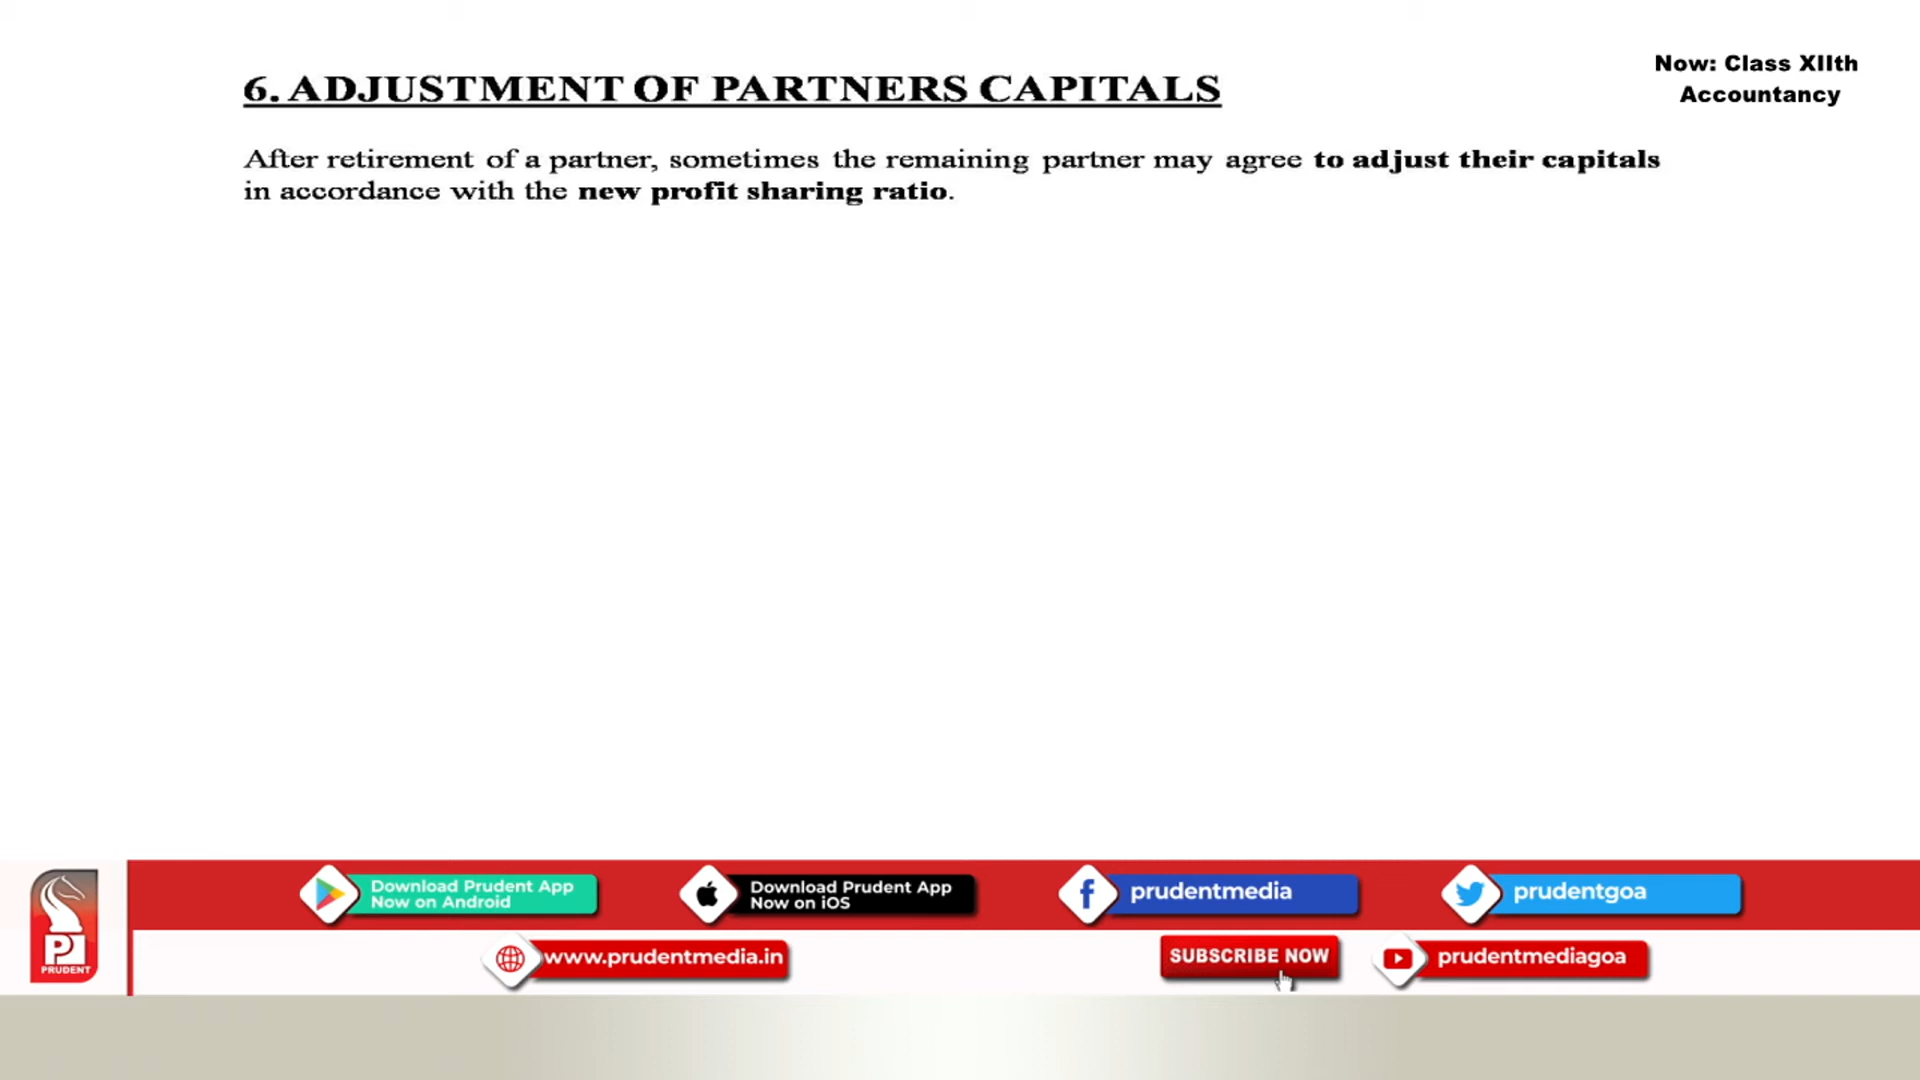 6. ADJUSTMENT OF PARTNERS CAPITALS
Now: Class XIIth
Accountancy
After retirement of a partner, sometimes the remaining partner may agree to adjust their capitals
in accordance with the new profit sharing ratio.
Download Prudent App
Now on Android
Download Prudent App
Now on iOS
prudentmedia
prudentgoa
PRUDENT
www.prudentmedia.in
SUBSCRIBE NOW
prudentmediagoa